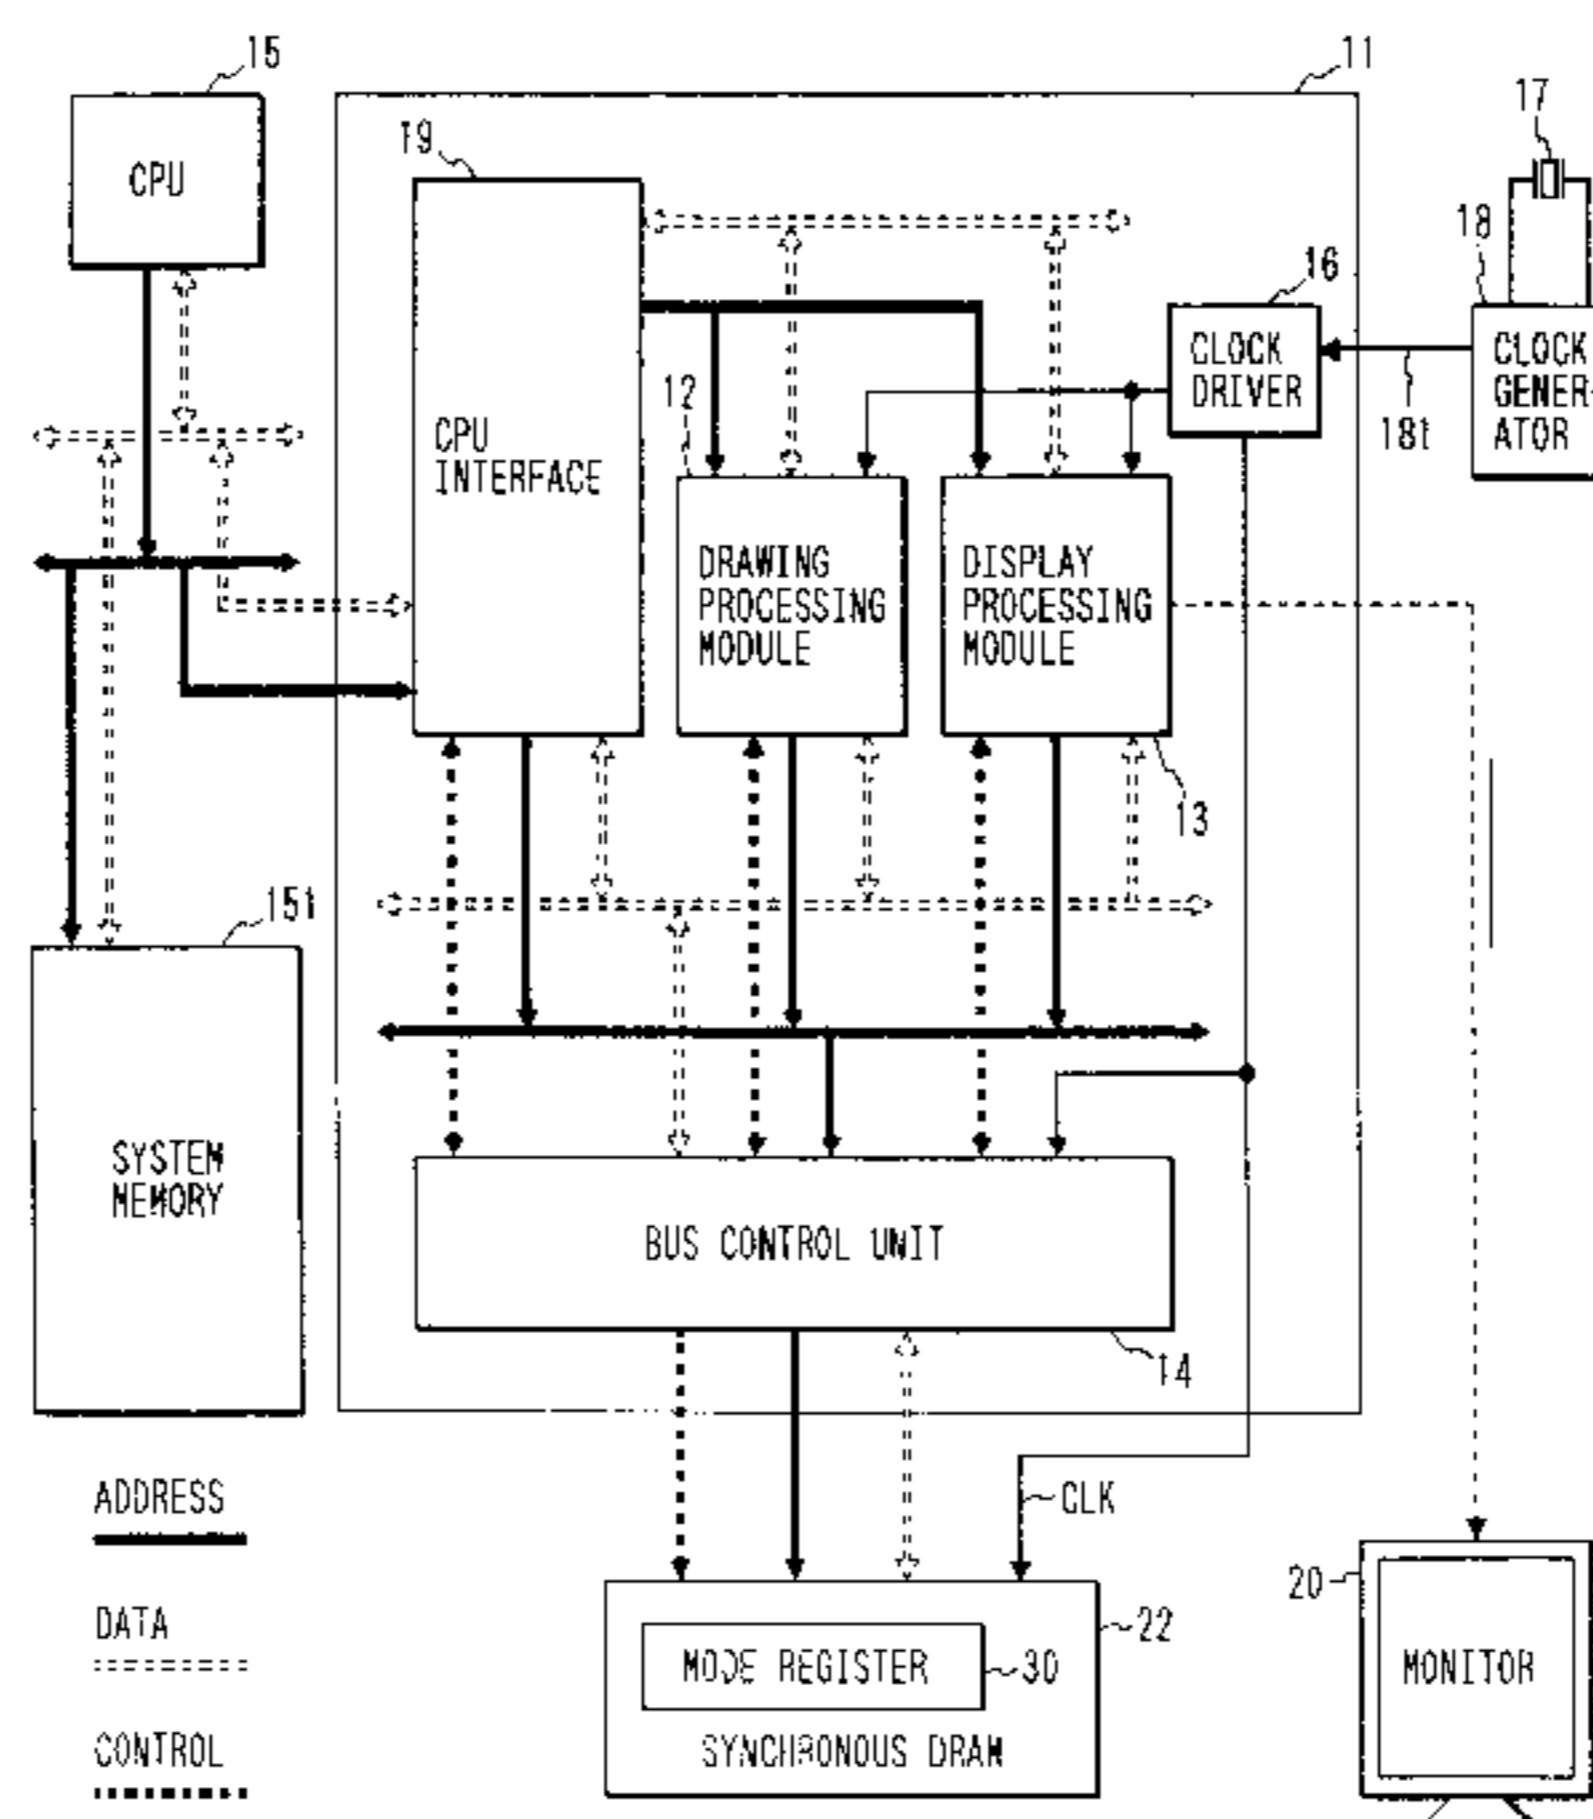 15
11
17
19
CPU
18
16
CLOCK
DRIVER
CLOCK
GENER-
ATOR
181
12
CPU
INTERFACE
DRAWING
PROCESSING
MODULE
DISPLAY
PROCESSING
MODULE
13
151
SYSTEM
MEMORY
BUS CONTROL UNIT
14
ADDRESS
CLK
20
DATA
22
MODE REGISTER
30
MONITOR
CONTROL
SYNCHRONOUS DRAM